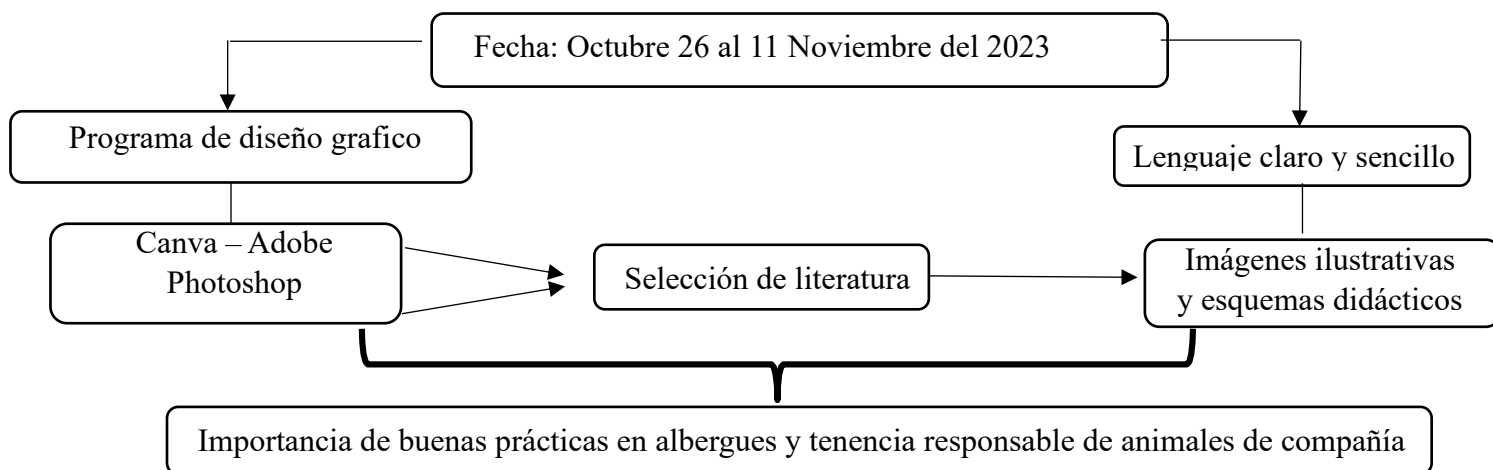 Fecha: Octubre 26 al 11 Noviembre del 2023
Programa de diseño grafico
Lenguaje claro y sencillo
Canva – Adobe
Photoshop
Selección de literatura
Imágenes ilustrativas
y esquemas didácticos
Importancia de buenas prácticas en albergues y tenencia responsable de animales de compañía